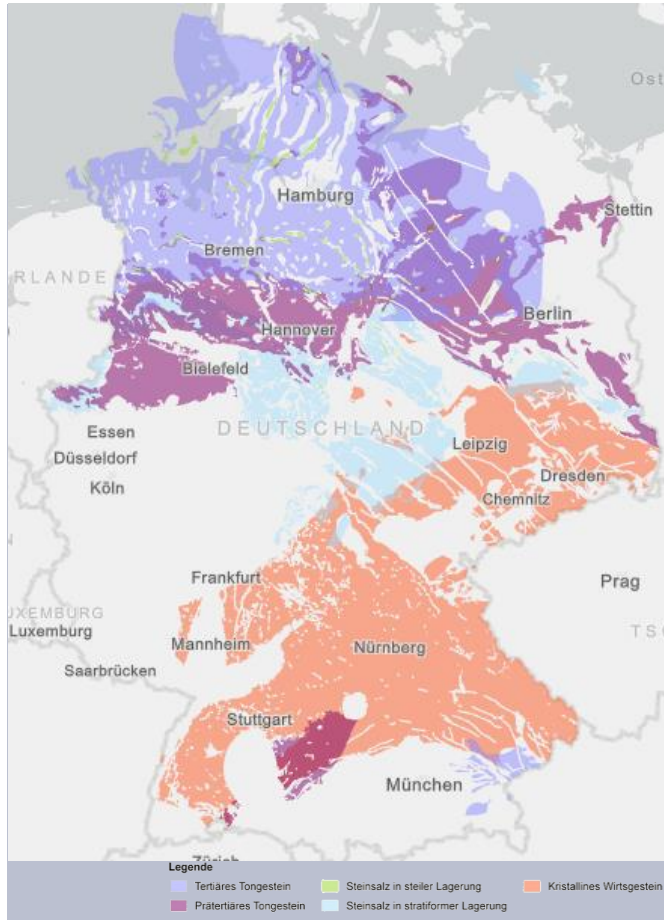 Ost
Hamburg
Stettin
Bremen
RLANDE
Hannover
Berlin
Bielefeld
Essen
DEUTSCHLAND
Leipzig
Düsseldorf
Dresden
Köln
Chemnitz
Frankfurt
Prag
UXEMBURG
Luxemburg
TSC
Mannheim
Nürnberg
Saarbrücken
Stuttgart
München
Legende
Tertiäres Tongestein
Steinsalz in steiler Lagerung
Kristallines Wirtsgestein
Prätertiäres Tongestein
Steinsalz in stratiformer Lagerung